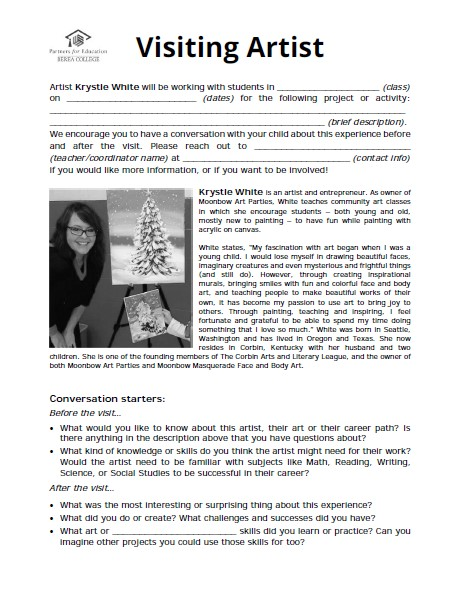 Partners for Education
BEREA COLLEGE
Visiting Artist
Artist Krystle White will be working with students in ____________________ (class)
on _________________________ (dates) for the following project or activity:
______________________________________________________________________
______________________________________________________ (brief description).
We encourage you to have a conversation with your child about this experience before
and after the visit. Please reach out to ______________________________
(teacher/coordinator name) at ________________________________ (contact info)
if you would like more information, or if you want to be involved!
Krystle White is an artist and entrepreneur. As owner of
Moonbow Art Parties, White teaches community art classes
in which she encourage students – both young and old,
mostly new to painting – to have fun while painting with
acrylic on canvas.
White states, "My fascination with art began when I was a
young child. I would lose myself in drawing beautiful faces,
imaginary creatures and even mysterious and frightful things
(and still do). However, through creating inspirational
murals, bringing smiles with fun and colorful face and body
art, and teaching people to make beautiful works of their
own, it has become my passion to use art to bring joy to
others. Through painting, teaching and inspiring, I feel
fortunate and grateful to be able to spend my time doing
something that I love so much." White was born in Seattle,
Washington and has lived in Oregon and Texas. She now
resides in Corbin, Kentucky with her husband and two
children. She is one of the founding members of The Corbin Arts and Literary League, and the owner of
both Moonbow Art Parties and Moonbow Masquerade Face and Body Art.
Conversation starters:
Before the visit...
• What would you like to know about this artist, their art or their career path? Is
there anything in the description above that you have questions about?
• What kind of knowledge or skills do you think the artist might need for their work?
Would the artist need to be familiar with subjects like Math, Reading, Writing,
Science, or Social Studies to be successful in their career?
After the visit...
• What was the most interesting or surprising thing about this experience?
• What did you do or create? What challenges and successes did you have?
• What art or ________________________ skills did you learn or practice? Can you
imagine other projects you could use those skills for too?